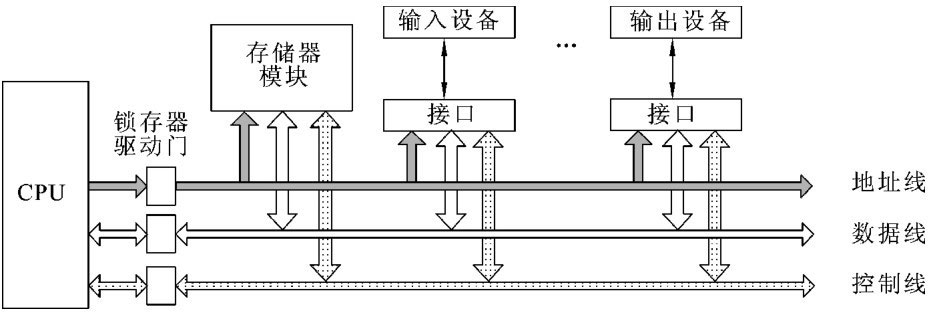 输入设备
...
输出设备
存储器
模块
接口
接口
锁存器
驱动门
CPU
地址线
数据线
控制线